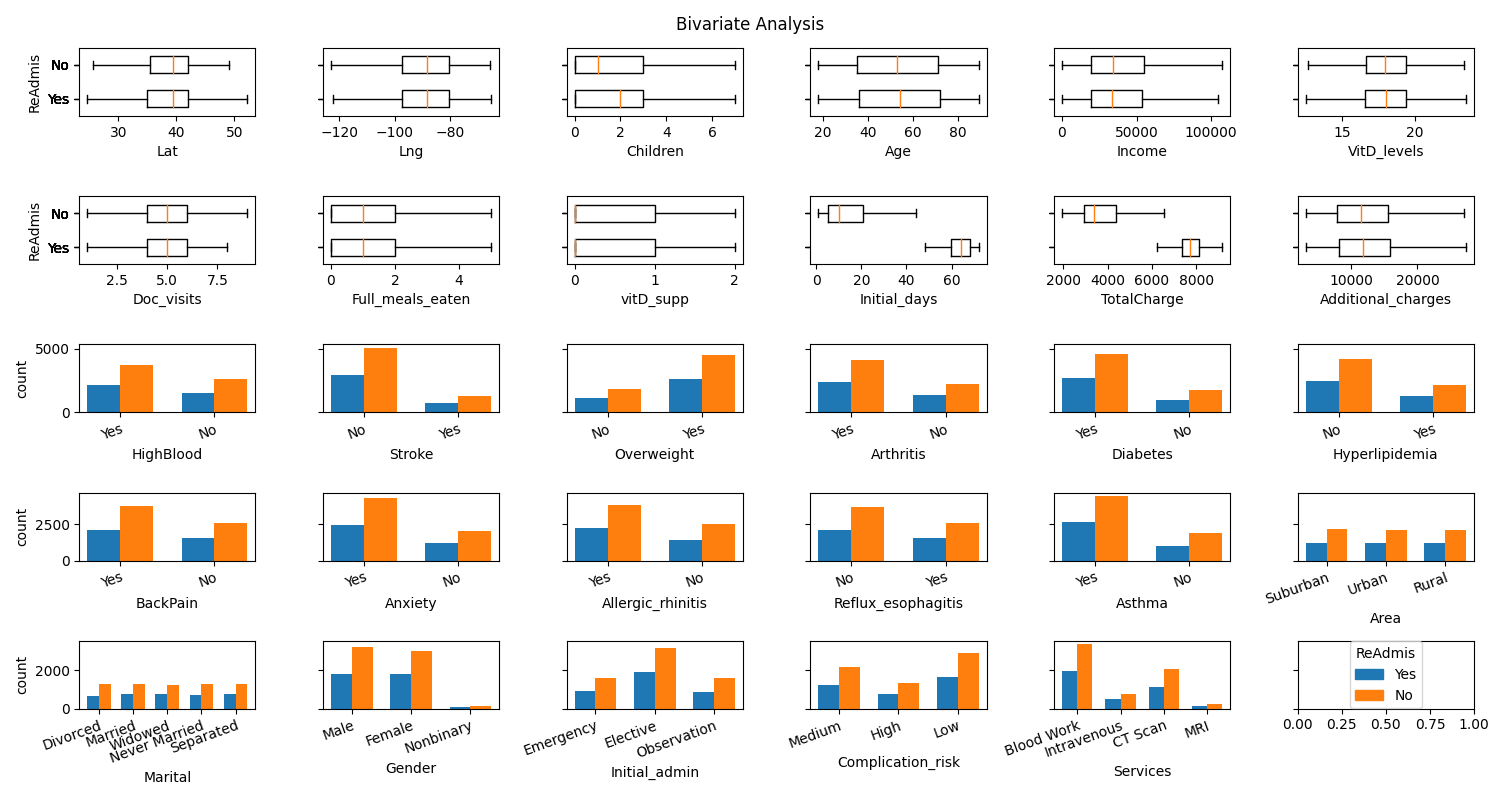 Bivariate Analysis
ReAdmis
No
Yes
30 40 50
Lat
−120 −100 −80
Lng
0 2 4 6
Children
20 40 60 80
Age
0 50000 100000
Income
15 20
VitD_levels
ReAdmis
No
Yes
2.5 5.0 7.5
Doc_visits
0 2 4
Full_meals_eaten
0 1 2
vitD_supp
0 20 40 60
Initial_days
2000 4000 6000 8000
TotalCharge
10000 20000
Additional_charges
count
5000
0
Yes No
HighBlood
No Yes
Stroke
No Yes
Overweight
Yes No
Arthritis
Yes No
Diabetes
No Yes
Hyperlipidemia
count
2500
0
Yes No
BackPain
Yes No
Anxiety
Yes No
Allergic_rhinitis
No Yes
Reflux_esophagitis
Yes No
Asthma
Suburban Urban Rural
Area
count
2000
0
Divorced Married Widowed Never Married Separated
Marital
Male Female Nonbinary
Gender
Emergency Elective Observation
Initial_admin
Medium High Low
Complication_risk
Blood Work Intravenous CT Scan MRI
Services
ReAdmis
Yes
No
0.00 0.25 0.50 0.75 1.00